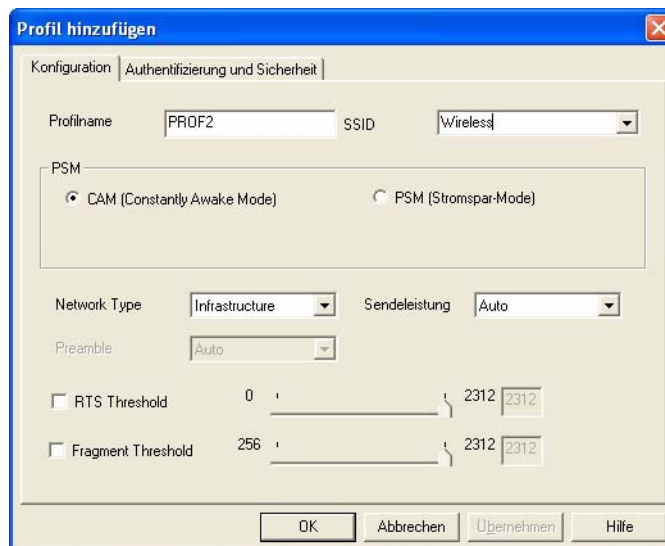 Profil hinzufügen
Konfiguration Authentifizierung und Sicherheit
Profilname PROF2 SSID Wireless
PSM
CAM (Constantly Awake Mode) PSM (Stromspar-Mode)
Network Type Infrastructure Sendeleistung Auto
Preamble Auto
RTS Threshold 0 2312 2312
Fragment Threshold 256 2312 2312
OK Abbrechen Übernehmen Hilfe